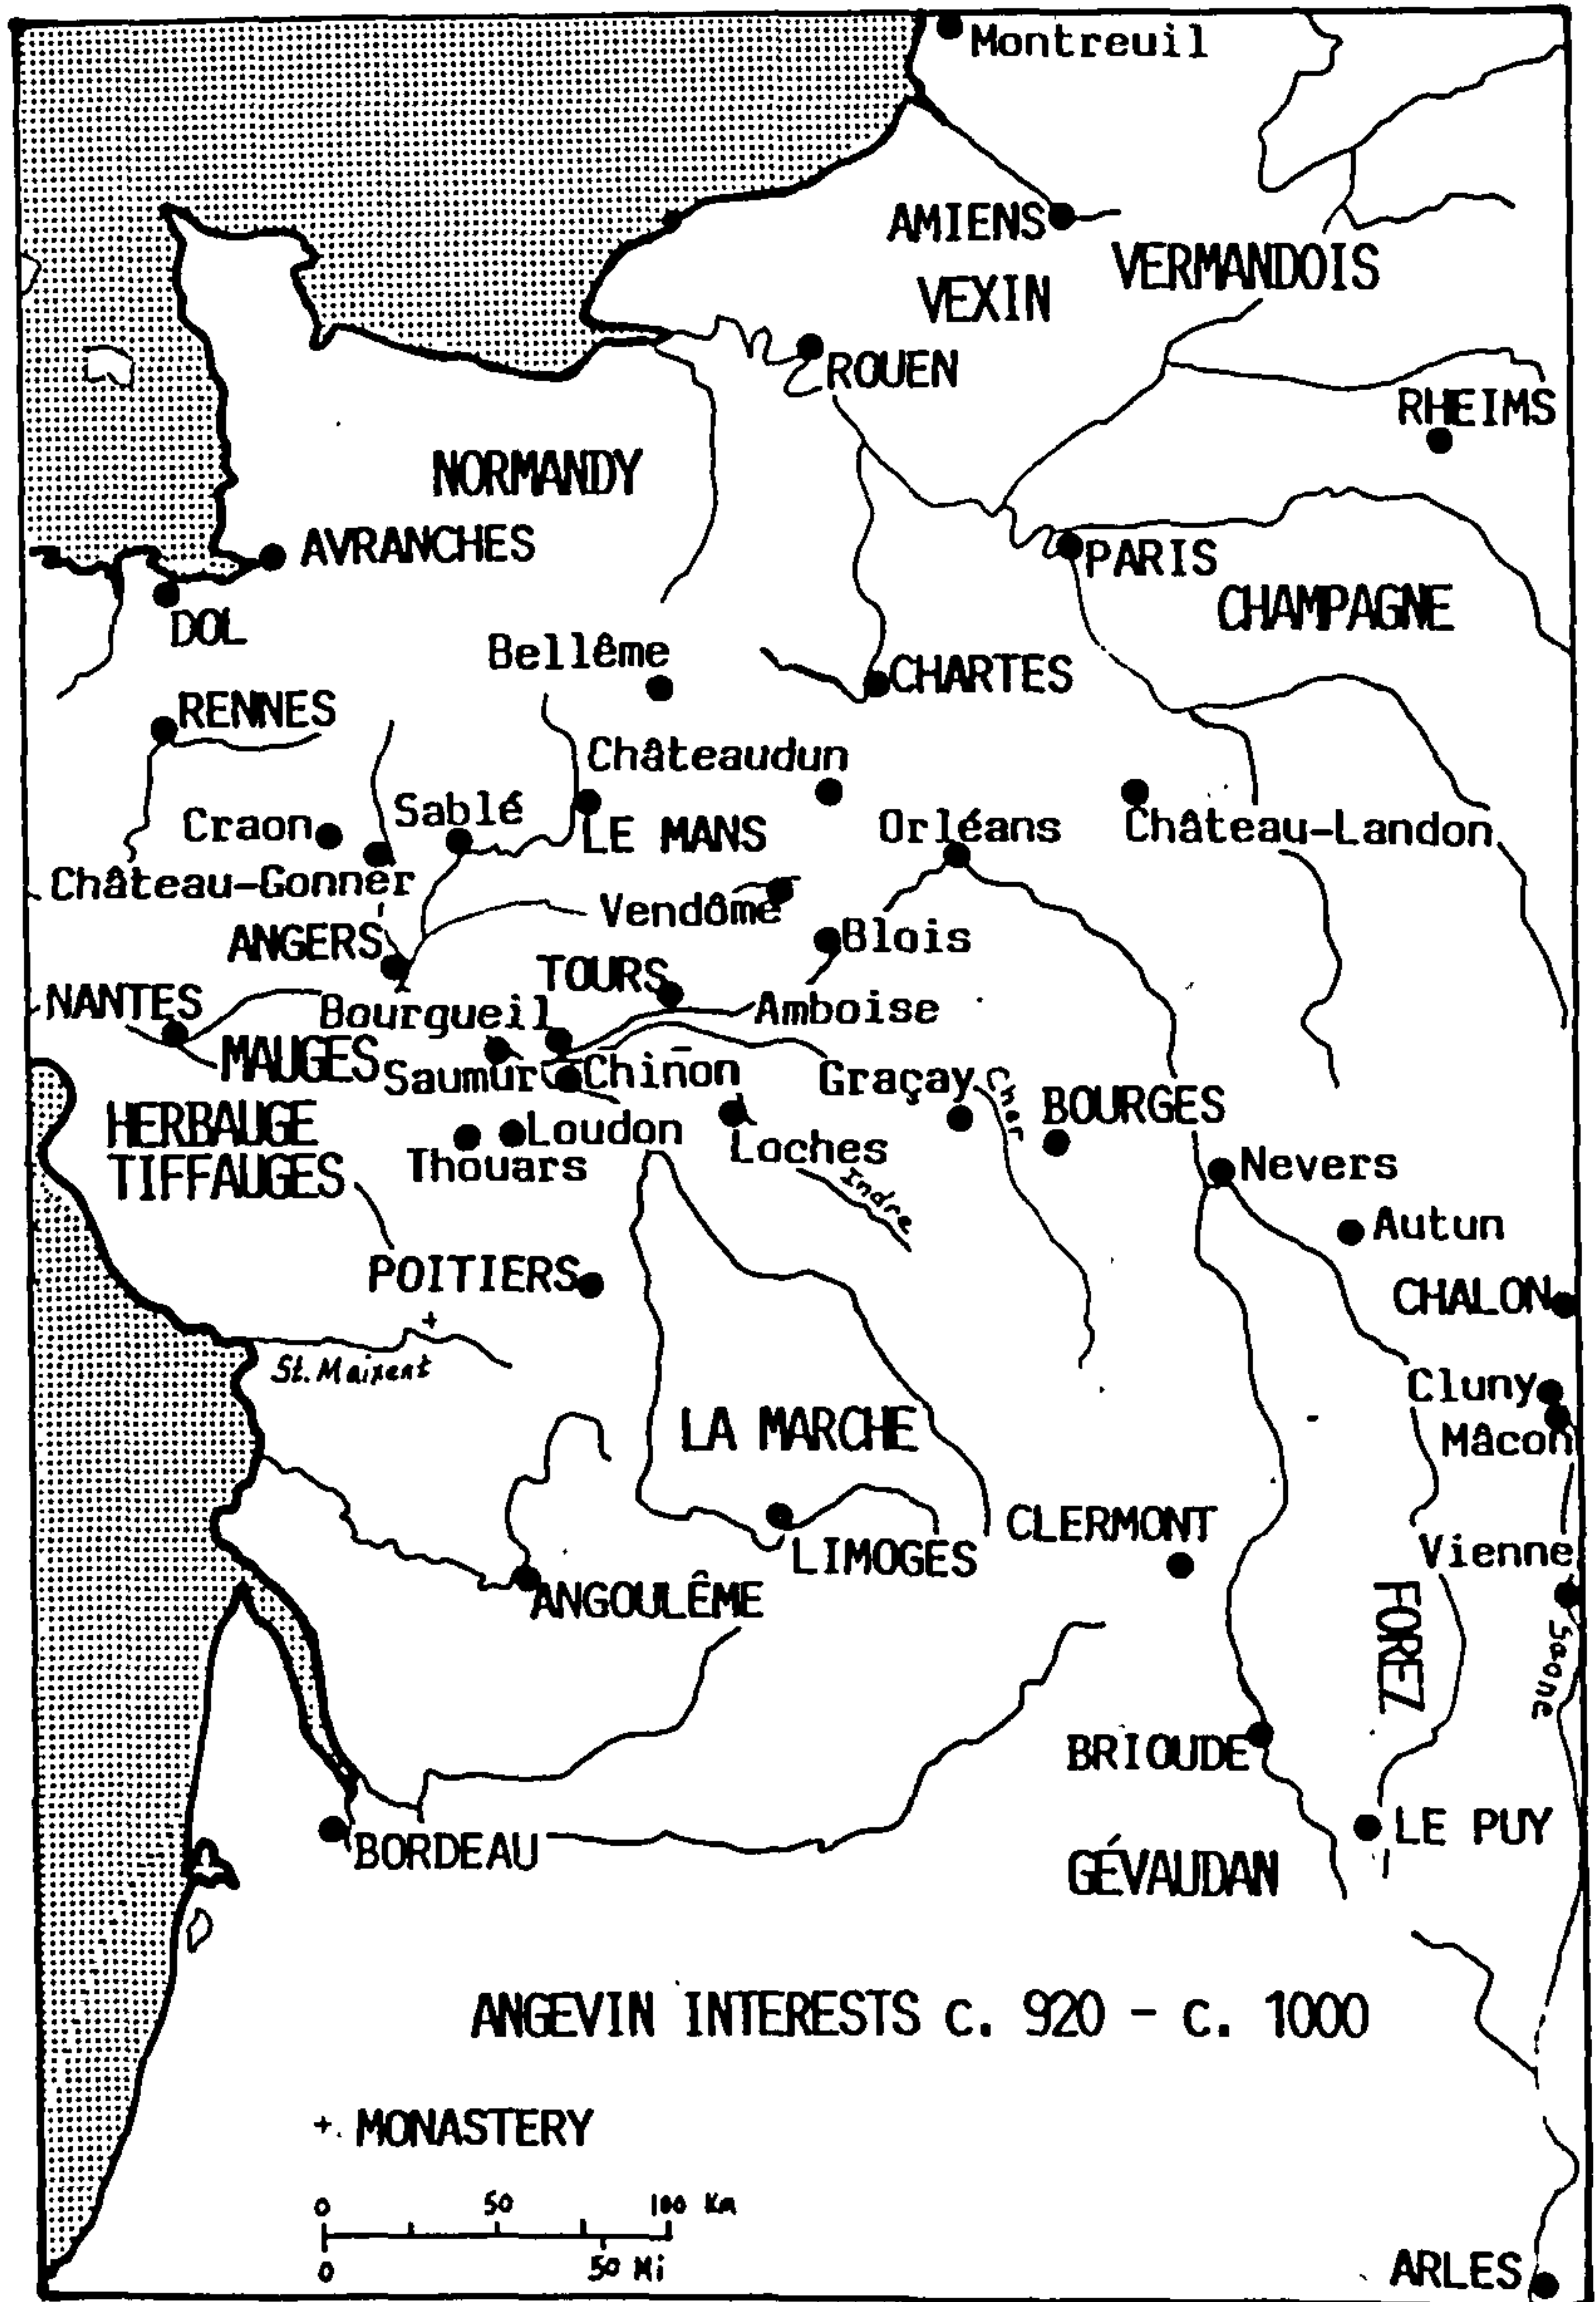 Montreuil
AMIENS
VERMANDOIS
VEXIN
ROUEN
RHEIMS
NORMANDY
AVRANCHES
PARIS
CHAMPAGNE
DOL
Bellême
CHARTES
RENNES
Châteaudun
Craon
Sablé
LE MANS
Orléans
Château-Landon
Château-Gonner
Vendôme
ANGERS
Blois
TOURS
NANTES
Bourgueil
Amboise
MAUGES
Saumur
Chinon
Graçay
Cher
BOURGES
HERBAUGE
TIFFAUGES
Loudon
Thouars
Loches
Indre
Nevers
Autun
POITIERS
CHALON
+
St. Maixent
Cluny
LA MARCHE
Mâcon
CLERMONT
LIMOGES
Vienne
ANGOULÊME
FOREZ
Saone
BRIOUDE
LE PUY
BORDEAU
GÉVAUDAN
ANGEVIN INTERESTS c. 920 - c. 1000
+ MONASTERY
0 50 100 Km
0 50 Mi
ARLES